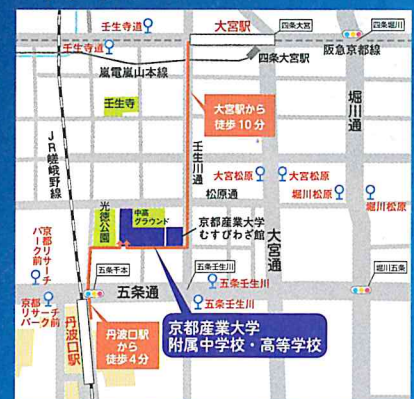 壬生寺道
壬生寺道
大宮駅
四条大宮
四条堀川
阪急京都線
四条大宮駅
嵐電嵐山本線
壬生寺
大宮駅から
徒歩10分
JR嵯峨野線
壬生川通
堀川通
大宮松原
大宮松原
松原通
堀川松原
堀川松原
光徳公園
中高
グラウンド
京都産業大学
むすびわざ館
大宮通
京都リサーチ
パーク前
五条千本
五条壬生川
五条壬生川
堀川五条
五条通
五条壬生川
京都リサーチ
パーク前
丹波口駅
丹波口駅
から
徒歩4分
京都産業大学
附属中学校・高等学校